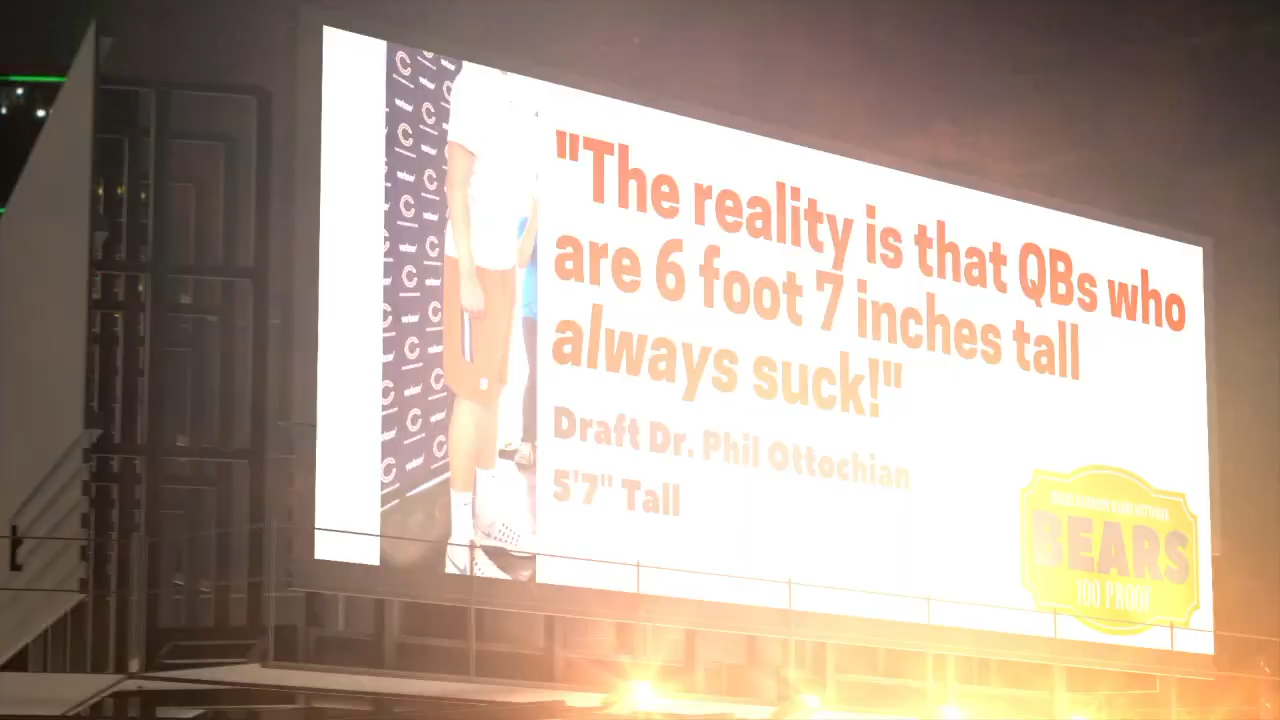 "The reality is that QBs who
are 6 foot 7 inches tall
always suck!"
Draft Dr. Phil Ottochian
5'7" Tall
BEARS
100 PROOF